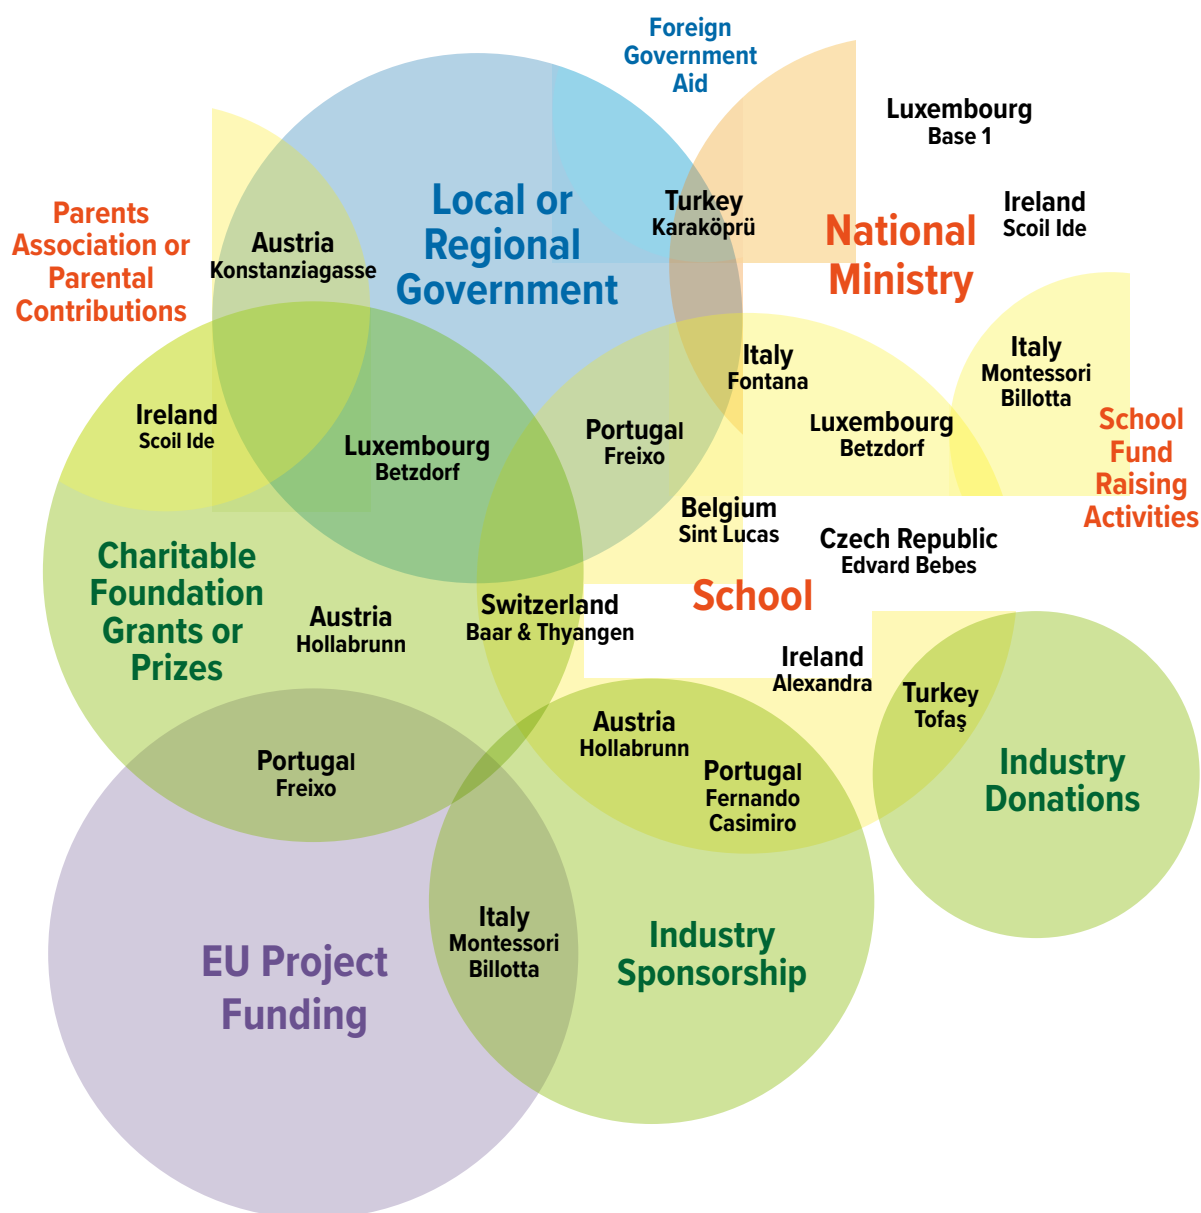 Foreign
Government
Aid
Luxembourg
Base 1
Local or
Regional
Government
Turkey
Karaköprü
Ireland
Scoil Ide
National
Ministry
Parents
Association or
Parental
Contributions
Austria
Konstanziagasse
Italy
Fontana
Italy
Montessori
Billotta
Ireland
Scoil Ide
Luxembourg
Betzdorf
Portugal
Freixo
Luxembourg
Betzdorf
School
Fund
Raising
Activities
Belgium
Sint Lucas
Czech Republic
Edvard Bebes
Charitable
Foundation
Grants or
Prizes
Austria
Hollabrunn
Switzerland
Baar & Thyangen
School
Ireland
Alexandra
Turkey
Tofaş
Austria
Hollabrunn
Portugal
Fernando
Casimiro
Portugal
Freixo
Industry
Donations
EU Project
Funding
Italy
Montessori
Billotta
Industry
Sponsorship